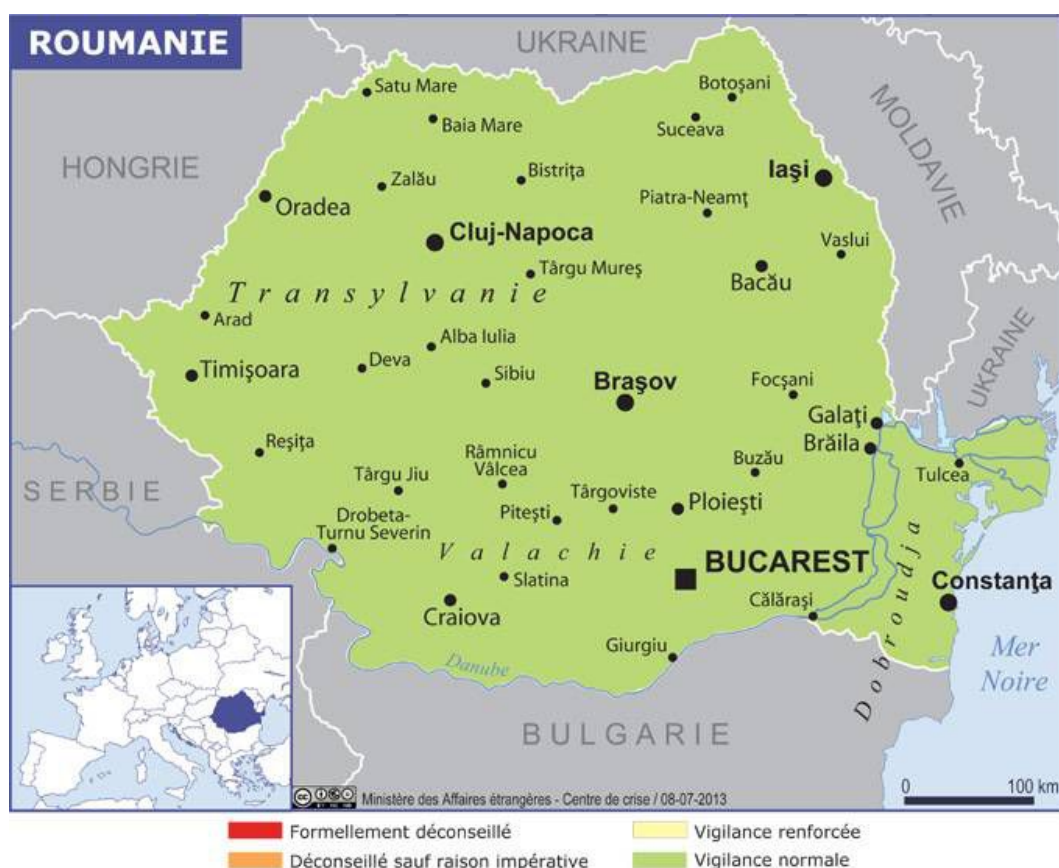 ROUMANIE
UKRAINE
Satu Mare
Botoşani
Baia Mare
Suceava
MOLDAVIE
HONGRIE
Zalău
Bistriţa
Iaşi
Oradea
Piatra-Neamţ
Cluj-Napoca
Vaslui
Târgu Mureş
Bacău
Transylvanie
Arad
Alba Iulia
Timişoara
Deva
Sibiu
Braşov
Focşani
UKRAINE
Galaţi
Brăila
Reşiţa
Râmnicu
Vâlcea
Buzău
Tulcea
SERBIE
Târgu Jiu
Târgoviste
Piteşti
Ploieşti
Drobeta-
Turnu Severin
Valachie
BUCAREST
Dobroudja
Slatina
Constanţa
Craiova
Călăraşi
Giurgiu
Danube
Mer
Noire
BULGARIE
0 100 km
cc
Ministère des Affaires étrangères - Centre de crise / 08-07-2013
Formellement déconseillé
Vigilance renforcée
Déconseillé sauf raison impérative
Vigilance normale